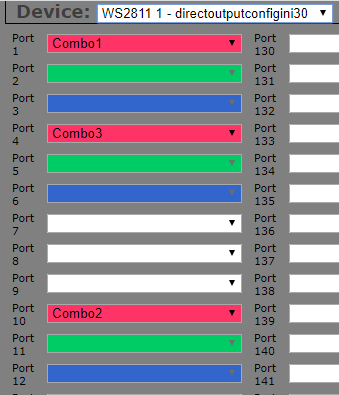 Device: WS2811 1 - directoutputconfigini30
Port 1 Combo1 Port 130
Port 2 Port 131
Port 3 Port 132
Port 4 Combo3 Port 133
Port 5 Port 134
Port 6 Port 135
Port 7 Port 136
Port 8 Port 137
Port 9 Port 138
Port 10 Combo2 Port 139
Port 11 Port 140
Port 12 Port 141